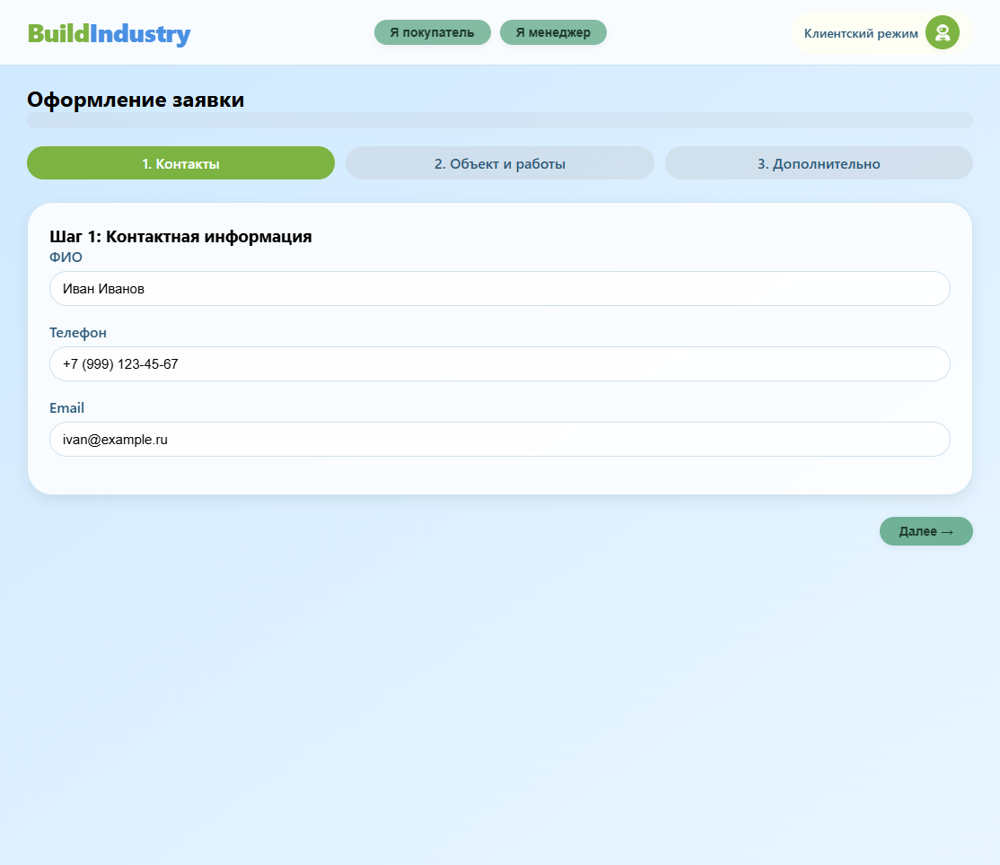 BuildIndustry
Я покупатель
Я менеджер
Клиентский режим
Оформление заявки
1. Контакты
2. Объект и работы
3. Дополнительно
Шаг 1: Контактная информация
ФИО
Иван Иванов
Телефон
+7 (999) 123-45-67
Email
ivan@example.ru
Далее →